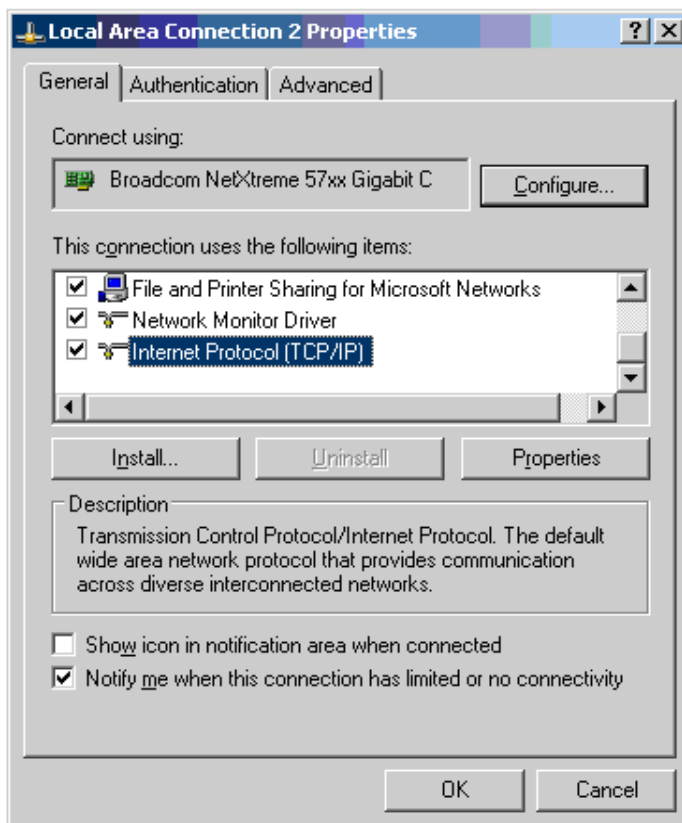 Local Area Connection 2 Properties
General Authentication Advanced
Connect using:
Broadcom NetXtreme 57xx Gigabit C
Configure...
This connection uses the following items:
File and Printer Sharing for Microsoft Networks
Network Monitor Driver
Internet Protocol (TCP/IP)
Install... Uninstall Properties
Description
Transmission Control Protocol/Internet Protocol. The default
wide area network protocol that provides communication
across diverse interconnected networks.
Show icon in notification area when connected
Notify me when this connection has limited or no connectivity
OK Cancel